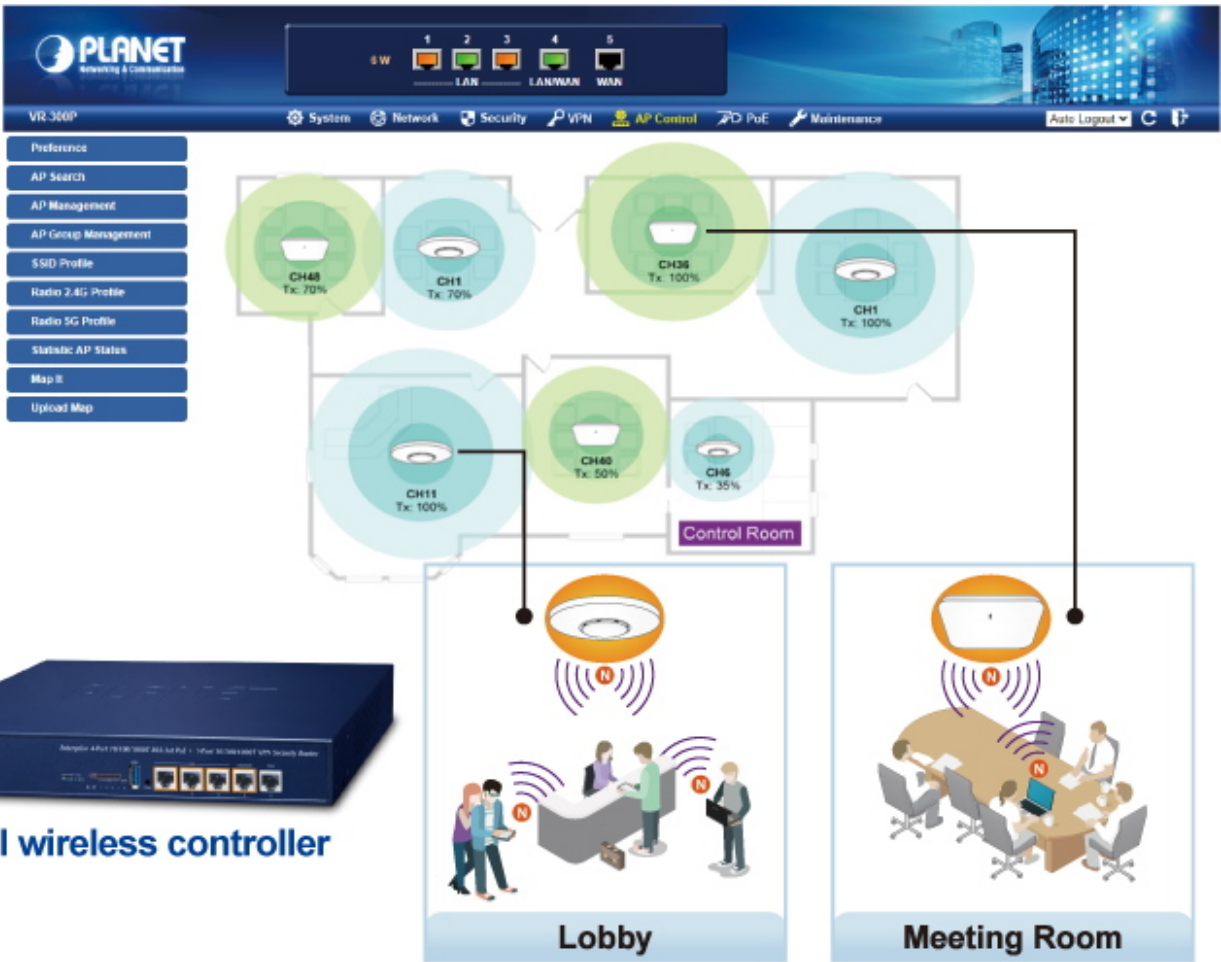 PLANET
Networking & Communication
1 2 3 4 5
6 W
LAN LAN/WAN WAN
VR-300P
System Network Security VPN AP Control PoE Maintenance
Auto Logout
Preference
AP Search
AP Management
AP Group Management
SSID Profile
Radio 2.4G Profile
Radio 5G Profile
Statistic AP Status
Map It
Upload Map
CH48
Tx: 70%
CH1
Tx: 70%
CH36
Tx: 100%
CH1
Tx: 100%
CH11
Tx: 100%
CH40
Tx: 50%
CH6
Tx: 35%
Control Room
N
N
N
N
N
l wireless controller
Lobby
Meeting Room